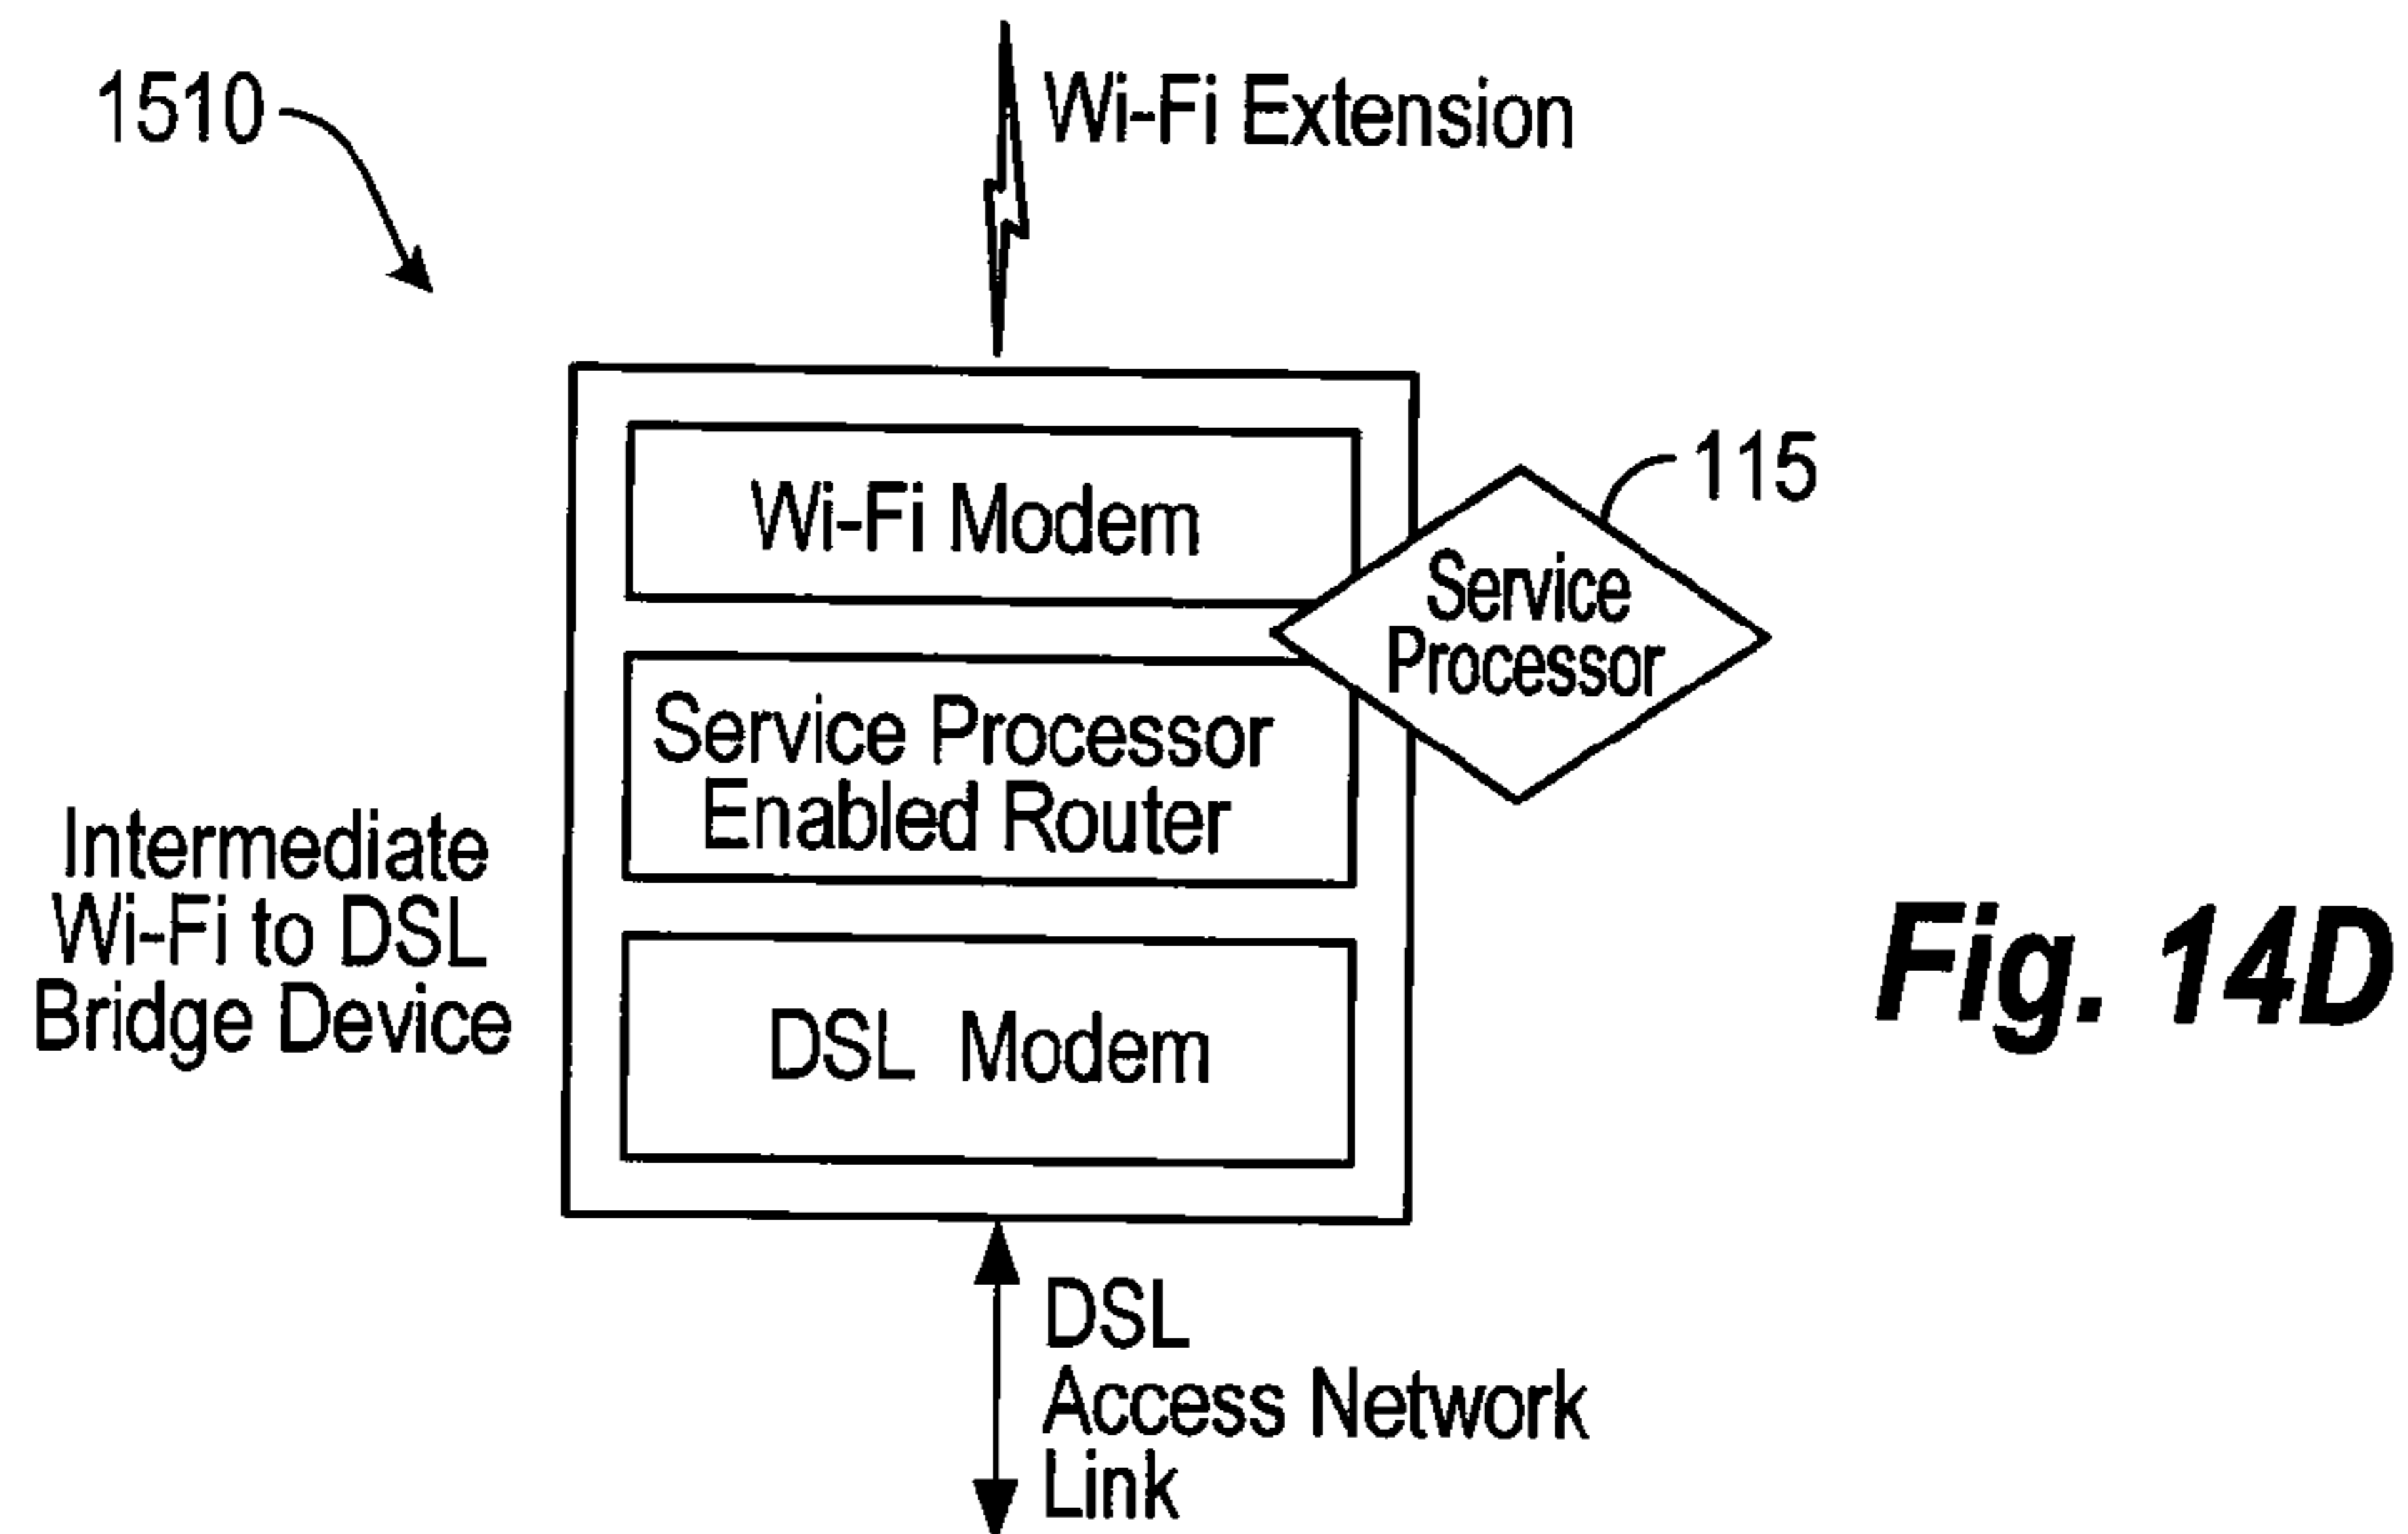 1510
Wi-Fi Extension
Wi-Fi Modem
115
Service
Processor
Service Processor
Enabled Router
Intermediate
Wi-Fi to DSL
Bridge Device
DSL Modem
Fig. 14D
DSL
Access Network
Link